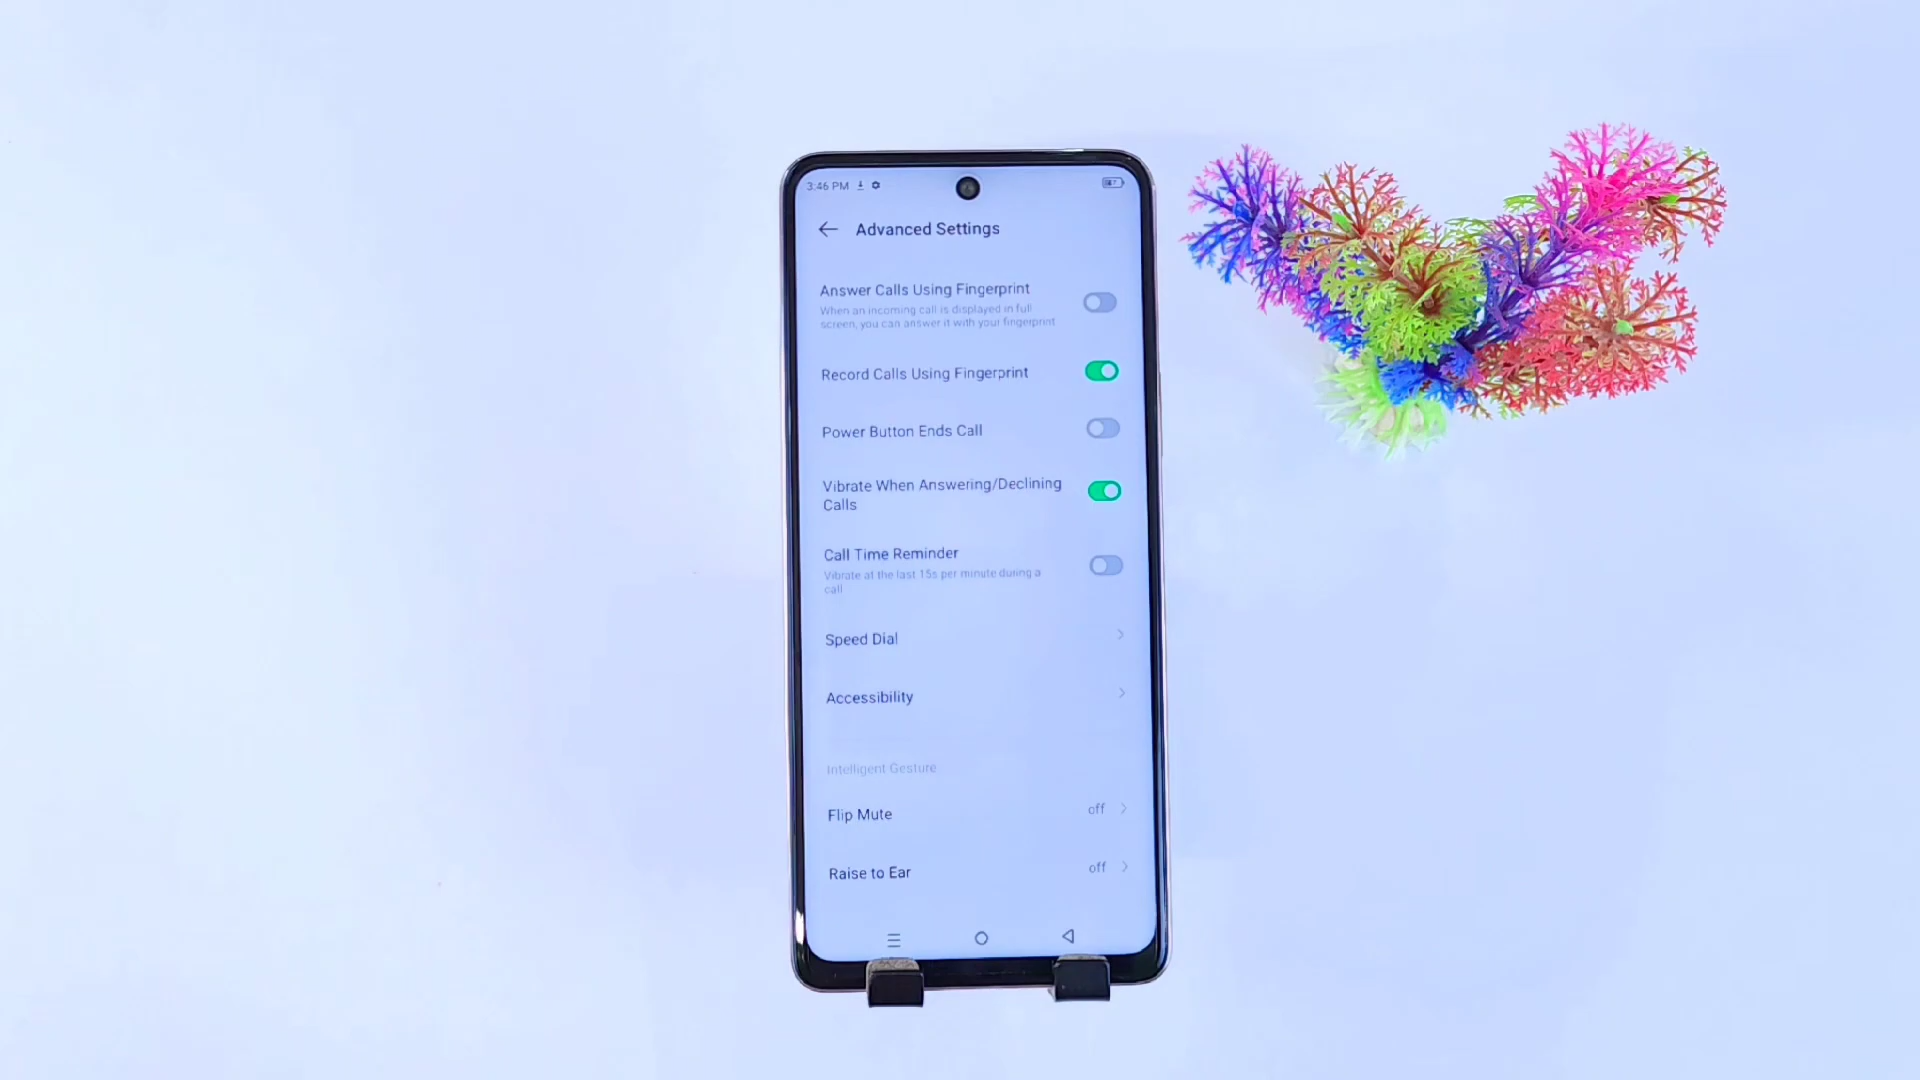 3:46 PM
Advanced Settings
Answer Calls Using Fingerprint
When an incoming call is displayed in full
screen, you can answer it with your fingerprint
Record Calls Using Fingerprint
Power Button Ends Call
Vibrate When Answering/Declining
Calls
Call Time Reminder
Vibrate at the last 15s per minute during a
call
Speed Dial
Accessibility
Intelligent Gesture
Flip Mute off
Raise to Ear off